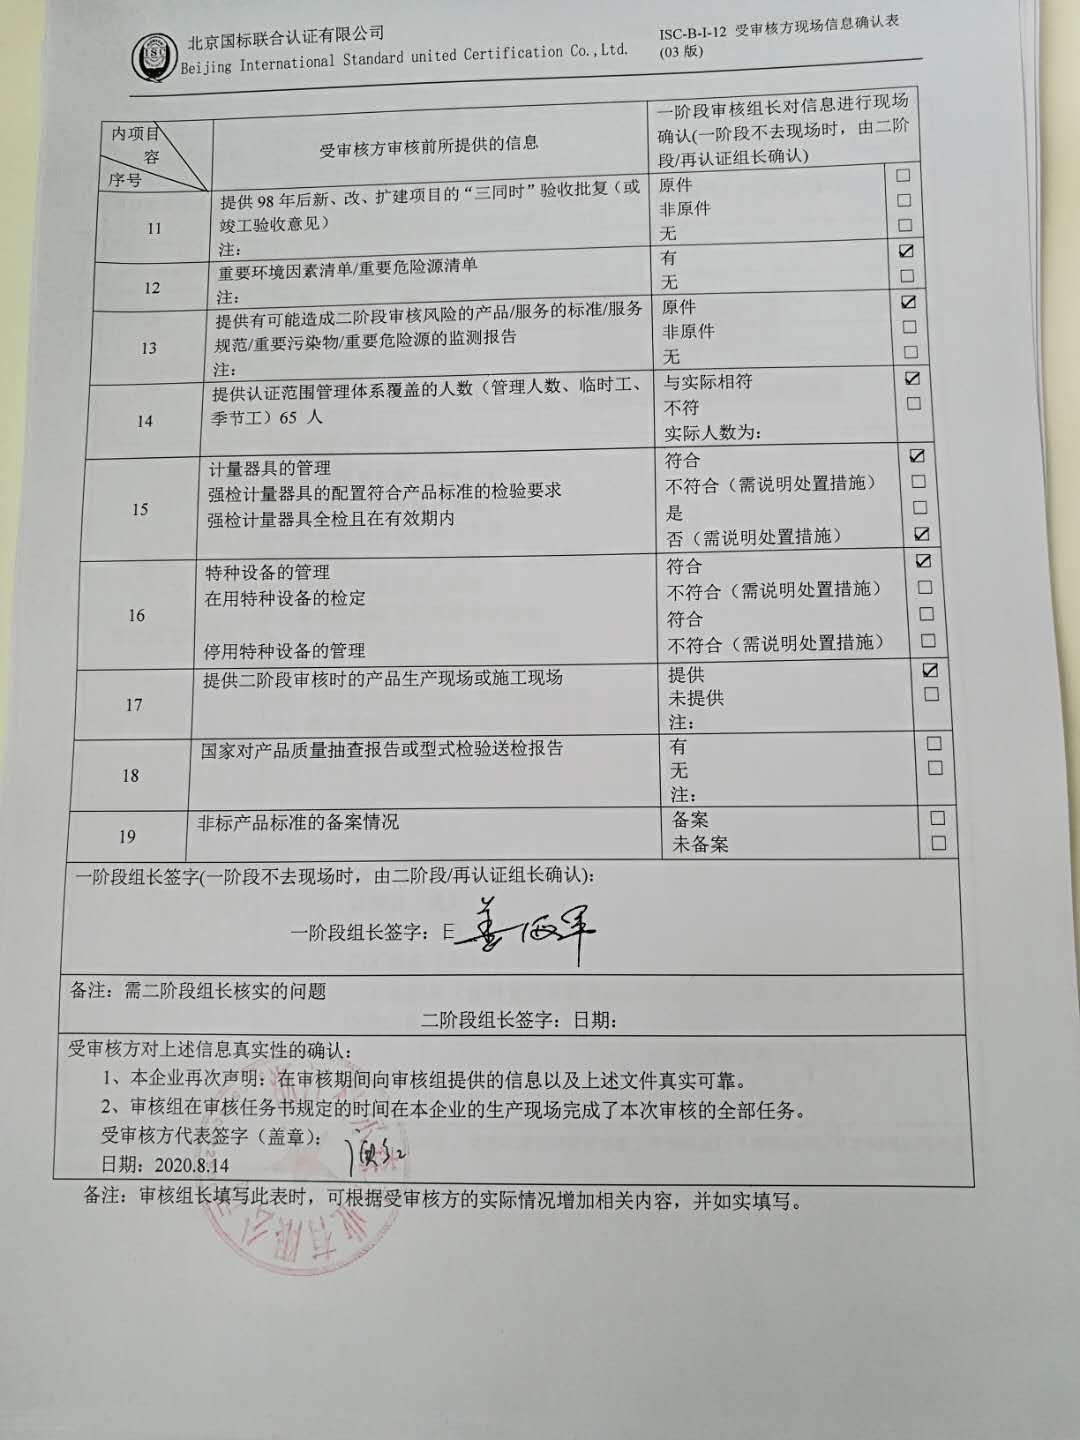 北京国标联合认证有限公司
Beijing International Standard united Certification Co.,Ltd.
ISC-B-I-12 受审核方现场信息确认表
(03 版)
内项目
容
序号
受审核方审核前所提供的信息
一阶段审核组长对信息进行现场
确认(一阶段不去现场时，由二阶
段/再认证组长确认)
11
提供 98 年后新、改、扩建项目的“三同时”验收批复（或
竣工验收意见）
注：
原件 □
非原件 □
无 □
12
重要环境因素清单/重要危险源清单
注：
有 ☑
无 □
13
提供有可能造成二阶段审核风险的产品/服务的标准/服务
规范/重要污染物/重要危险源的监测报告
注：
原件 ☑
非原件 □
无 □
14
提供认证范围管理体系覆盖的人数（管理人数、临时工、
季节工）65 人
与实际相符 ☑
不符 □
实际人数为：
15
计量器具的管理
强检计量器具的配置符合产品标准的检验要求
强检计量器具全检且在有效期内
符合 ☑
不符合（需说明处置措施） □
是 □
否（需说明处置措施） ☑
16
特种设备的管理
在用特种设备的检定
停用特种设备的管理
符合 ☑
不符合（需说明处置措施） □
符合 □
不符合（需说明处置措施） □
17
提供二阶段审核时的产品生产现场或施工现场
提供 ☑
未提供 □
注：
18
国家对产品质量抽查报告或型式检验送检报告
有 □
无 □
注：
19
非标产品标准的备案情况
备案 □
未备案 □
一阶段组长签字(一阶段不去现场时，由二阶段/再认证组长确认)：
一阶段组长签字：
备注：需二阶段组长核实的问题
二阶段组长签字：日期：
受审核方对上述信息真实性的确认：
1、本企业再次声明：在审核期间向审核组提供的信息以及上述文件真实可靠。
2、审核组在审核任务书规定的时间在本企业的生产现场完成了本次审核的全部任务。
受审核方代表签字（盖章）：
日期：2020.8.14
备注：审核组长填写此表时，可根据受审核方的实际情况增加相关内容，并如实填写。
业有限公